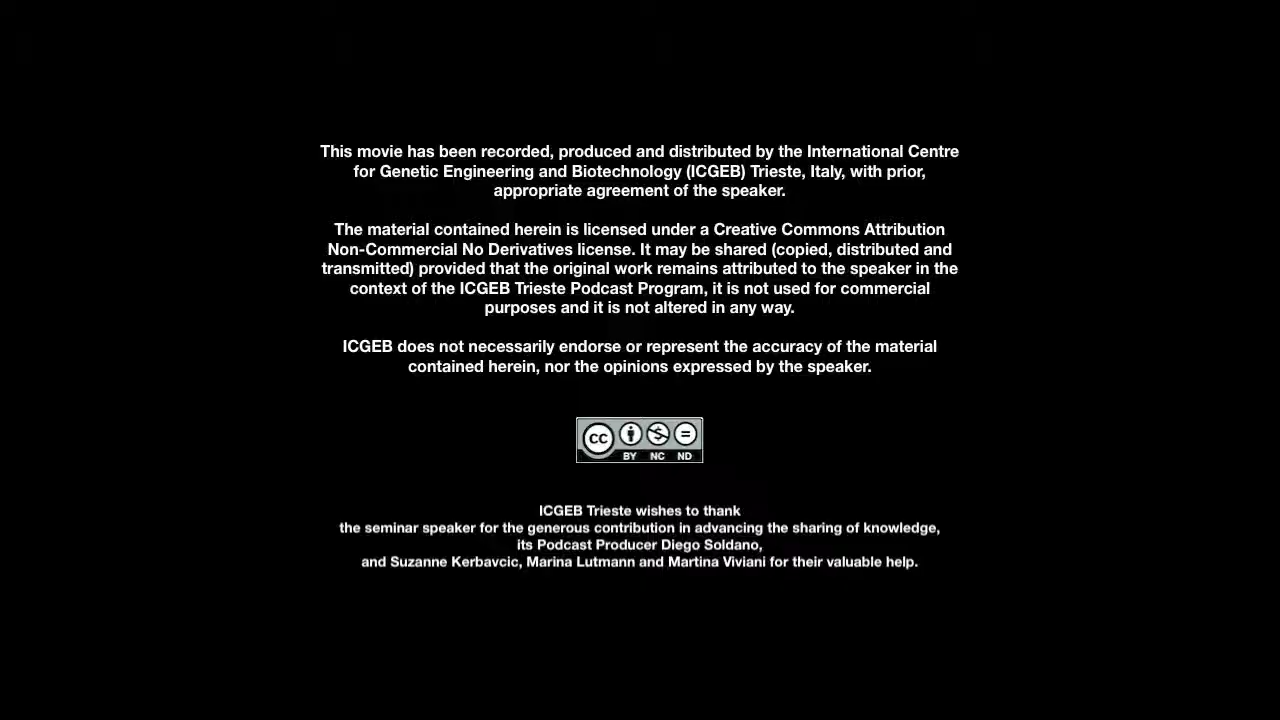 This movie has been recorded, produced and distributed by the International Centre
for Genetic Engineering and Biotechnology (ICGEB) Trieste, Italy, with prior,
appropriate agreement of the speaker.
The material contained herein is licensed under a Creative Commons Attribution
Non-Commercial No Derivatives license. It may be shared (copied, distributed and
transmitted) provided that the original work remains attributed to the speaker in the
context of the ICGEB Trieste Podcast Program, it is not used for commercial
purposes and it is not altered in any way.
ICGEB does not necessarily endorse or represent the accuracy of the material
contained herein, nor the opinions expressed by the speaker.
CC
BY NC ND
ICGEB Trieste wishes to thank
the seminar speaker for the generous contribution in advancing the sharing of knowledge,
its Podcast Producer Diego Soldano,
and Suzanne Kerbavcic, Marina Lutmann and Martina Viviani for their valuable help.